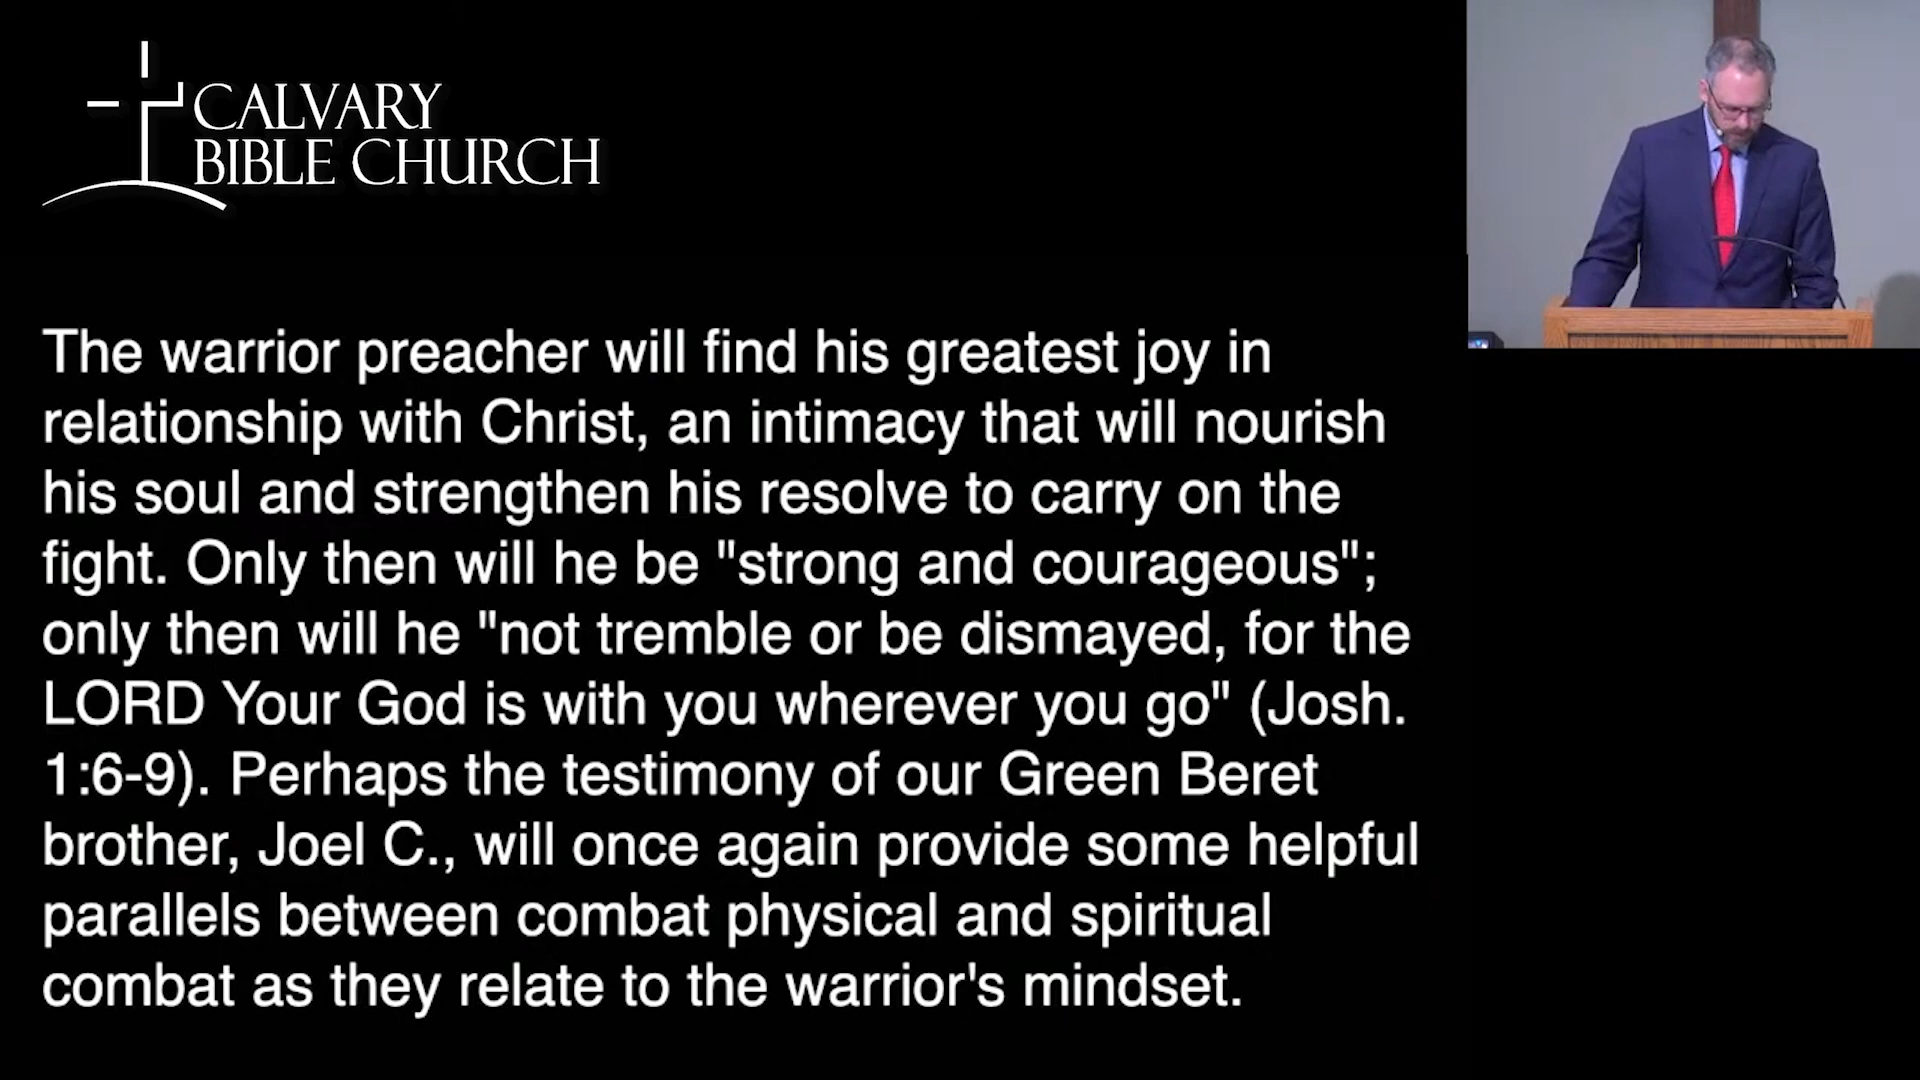 CALVARY
BIBLE CHURCH
The warrior preacher will find his greatest joy in
relationship with Christ, an intimacy that will nourish
his soul and strengthen his resolve to carry on the
fight. Only then will he be "strong and courageous";
only then will he "not tremble or be dismayed, for the
LORD Your God is with you wherever you go" (Josh.
1:6-9). Perhaps the testimony of our Green Beret
brother, Joel C., will once again provide some helpful
parallels between combat physical and spiritual
combat as they relate to the warrior's mindset.